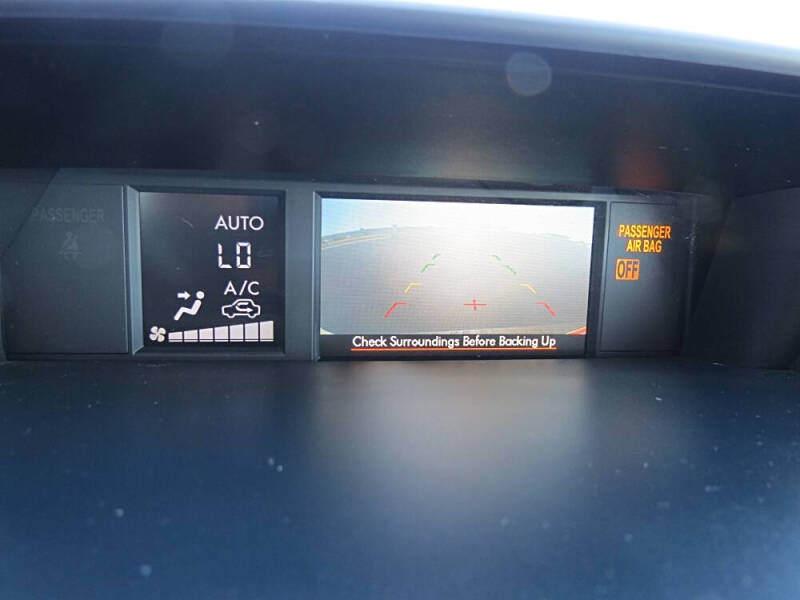 PASSENGER
AUTO
LO
A/C
Check Surroundings Before Backing Up
PASSENGER
AIR BAG
OFF